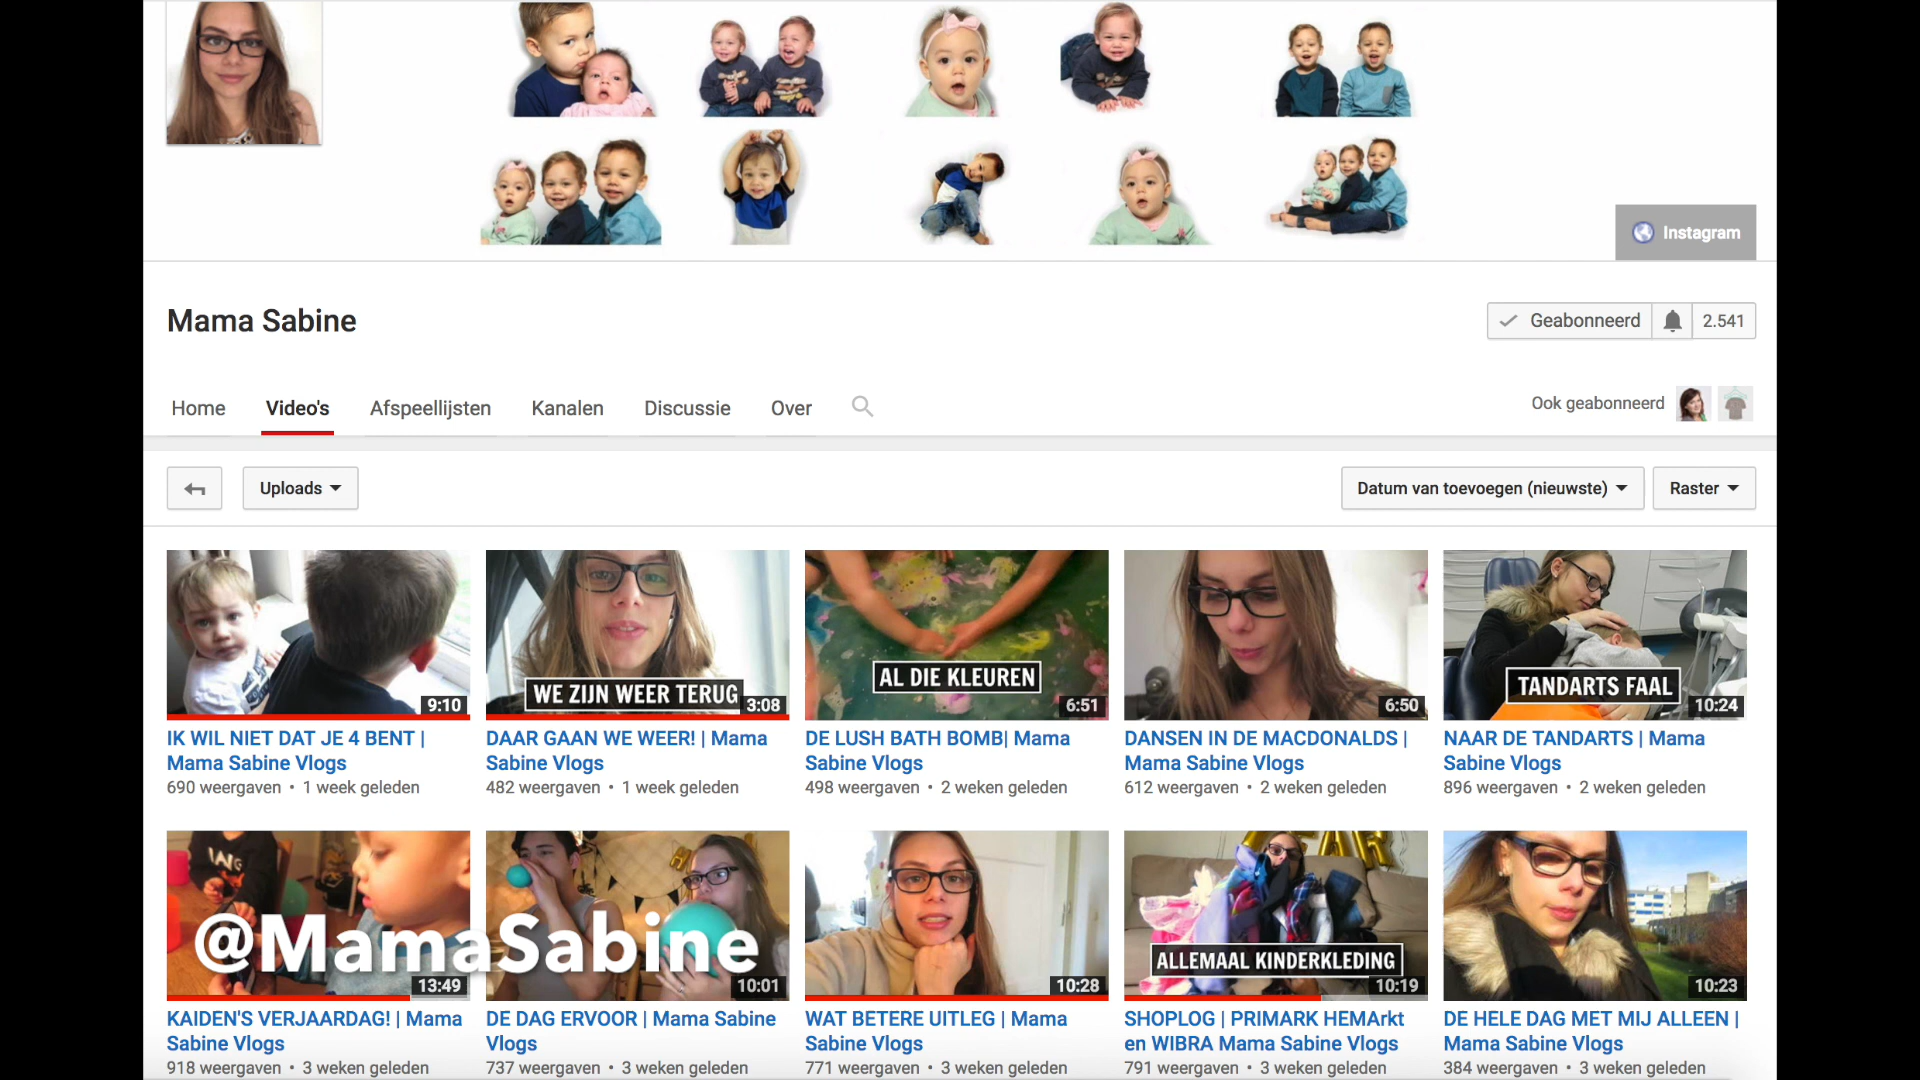 Instagram
Mama Sabine
Geabonneerd
2.541
Home
Video's
Afspeellijsten
Kanalen
Discussie
Over
Ook geabonneerd
Uploads
Datum van toevoegen (nieuwste)
Raster
9:10
WE ZIJN WEER TERUG
3:08
AL DIE KLEUREN
6:51
6:50
TANDARTS FAAL
10:24
IK WIL NIET DAT JE 4 BENT |
Mama Sabine Vlogs
690 weergaven • 1 week geleden
DAAR GAAN WE WEER! | Mama
Sabine Vlogs
482 weergaven • 1 week geleden
DE LUSH BATH BOMB| Mama
Sabine Vlogs
498 weergaven • 2 weken geleden
DANSEN IN DE MACDONALDS |
Mama Sabine Vlogs
612 weergaven • 2 weken geleden
NAAR DE TANDARTS | Mama
Sabine Vlogs
896 weergaven • 2 weken geleden
@MamaSabine
13:49
10:01
10:28
ALLEMAAL KINDERKLEDING
10:19
10:23
KAIDEN'S VERJAARDAG! | Mama
Sabine Vlogs
918 weergaven • 3 weken geleden
DE DAG ERVOOR | Mama Sabine
Vlogs
737 weergaven • 3 weken geleden
WAT BETERE UITLEG | Mama
Sabine Vlogs
771 weergaven • 3 weken geleden
SHOPLOG | PRIMARK HEMArkt
en WIBRA Mama Sabine Vlogs
791 weergaven • 3 weken geleden
DE HELE DAG MET MIJ ALLEEN |
Mama Sabine Vlogs
384 weergaven • 3 weken geleden